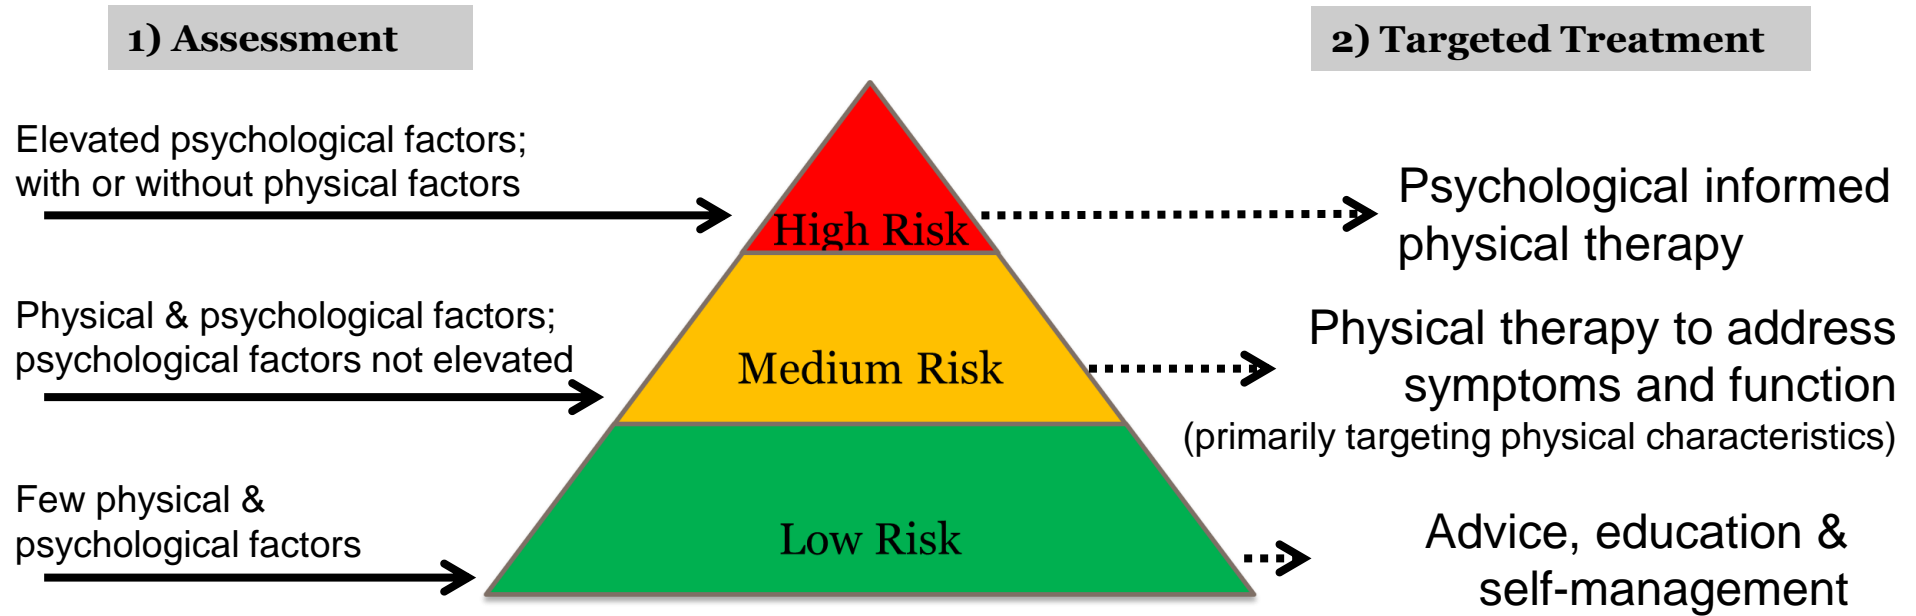 1) Assessment
2) Targeted Treatment
Elevated psychological factors;
with or without physical factors
High Risk
Psychological informed
physical therapy
Physical & psychological factors;
psychological factors not elevated
Medium Risk
Physical therapy to address
symptoms and function
(primarily targeting physical characteristics)
Few physical &
psychological factors
Low Risk
Advice, education &
self-management